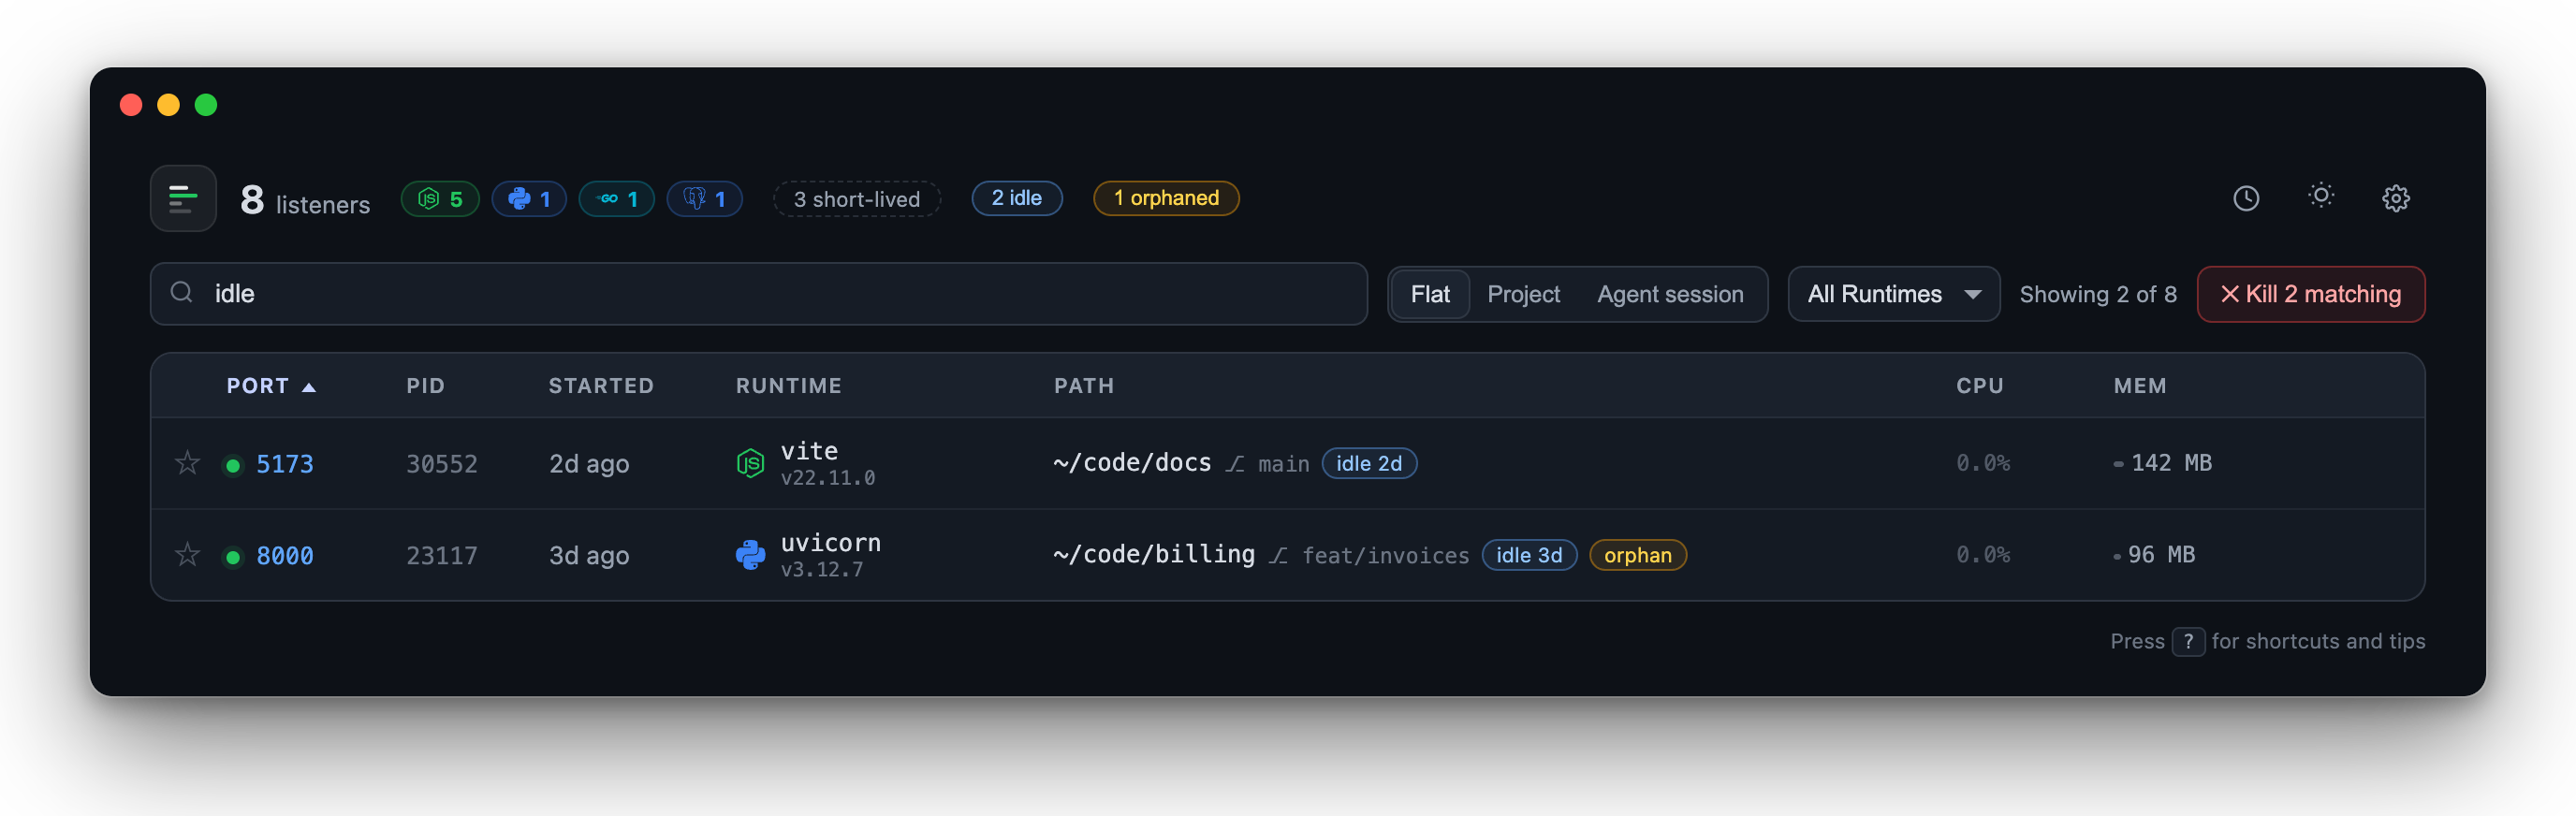 8 listeners 5 1 GO 1 1 3 short-lived 2 idle 1 orphaned
idle Flat Project Agent session All Runtimes Showing 2 of 8 Kill 2 matching
PORT PID STARTED RUNTIME PATH CPU MEM
5173 30552 2d ago JS vite ~/code/docs main idle 2d 0.0% 142 MB
v22.11.0
8000 23117 3d ago uvicorn ~/code/billing feat/invoices idle 3d orphan 0.0% 96 MB
v3.12.7
Press ? for shortcuts and tips